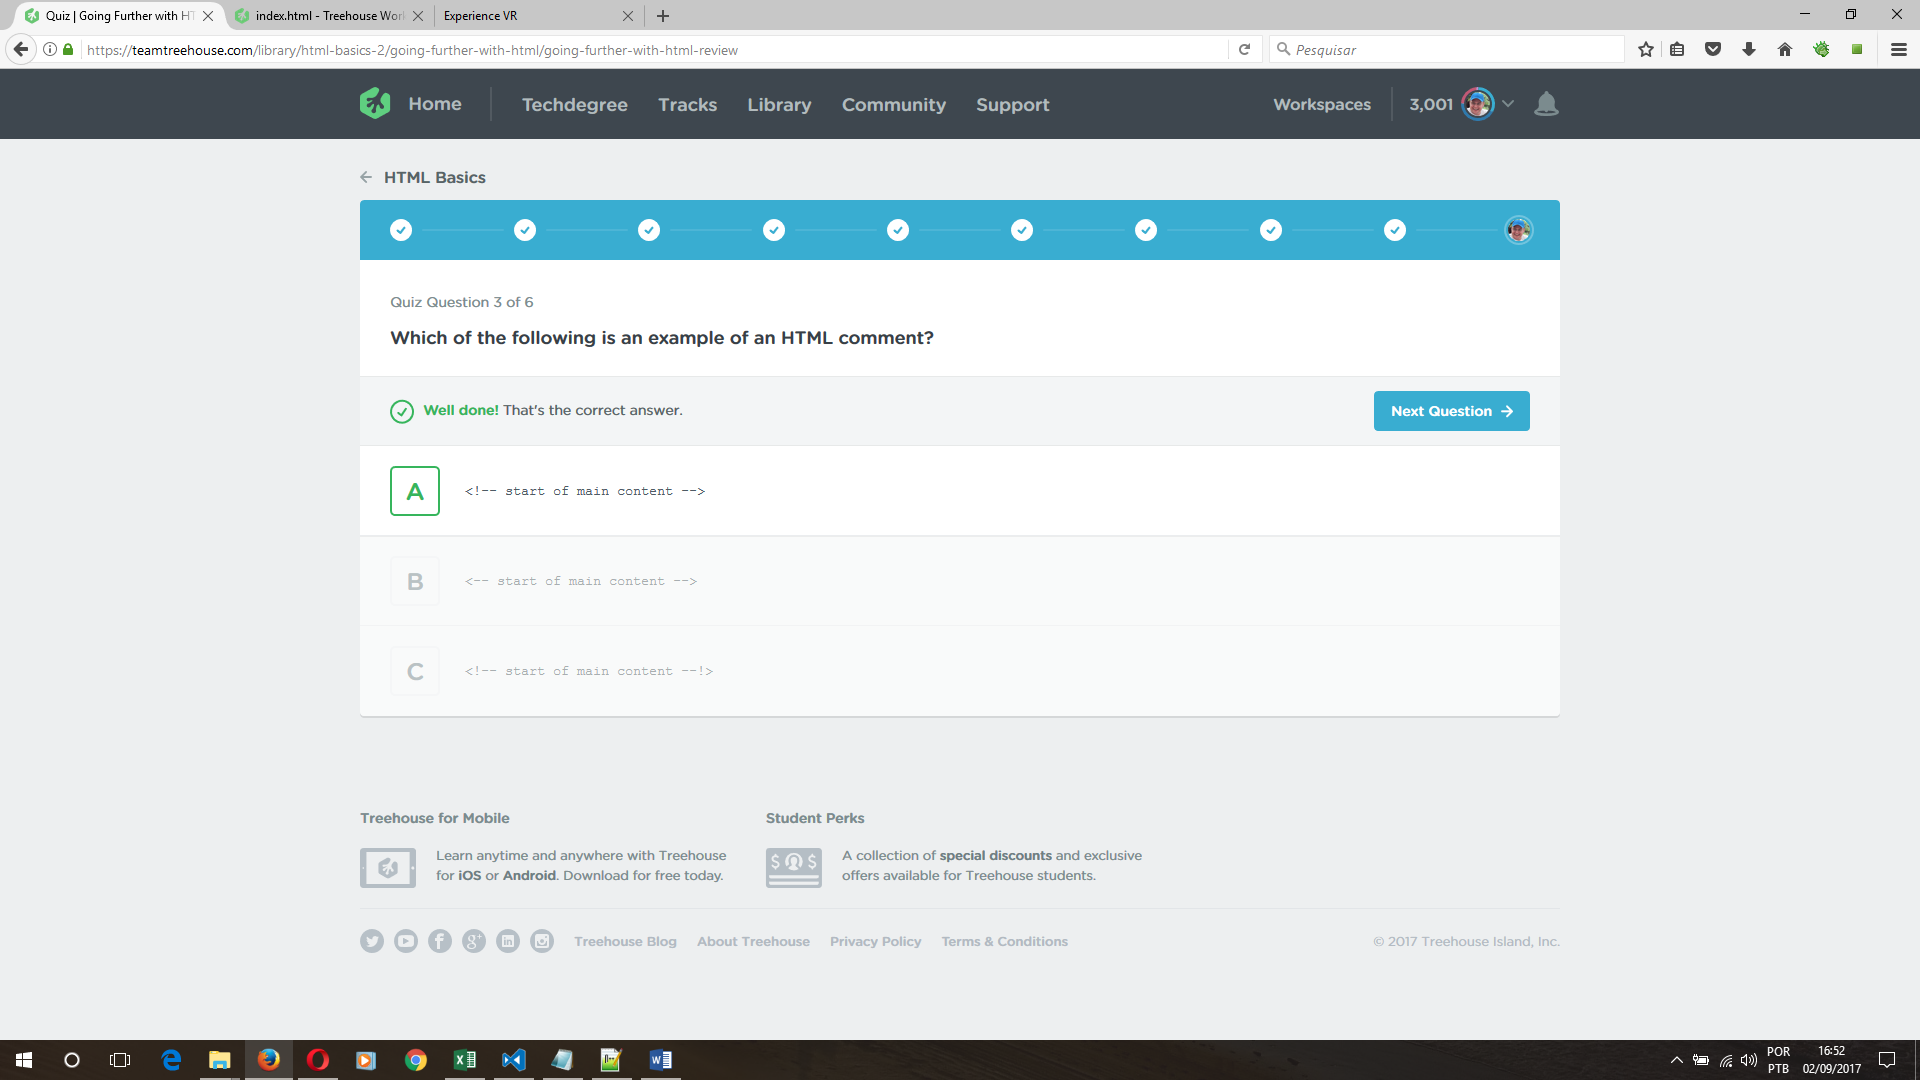 Quiz | Going Further with HT
index.html - Treehouse Wor
Experience VR
https://teamtreehouse.com/library/html-basics-2/going-further-with-html/going-further-with-html-review
Pesquisar
Home
Techdegree
Tracks
Library
Community
Support
Workspaces
3,001
HTML Basics
Quiz Question 3 of 6
Which of the following is an example of an HTML comment?
Well done! That's the correct answer.
Next Question
A
<!-- start of main content -->
B
<-- start of main content -->
C
<!-- start of main content --!>
Treehouse for Mobile
Learn anytime and anywhere with Treehouse
for iOS or Android. Download for free today.
Student Perks
A collection of special discounts and exclusive
offers available for Treehouse students.
Treehouse Blog
About Treehouse
Privacy Policy
Terms & Conditions
© 2017 Treehouse Island, Inc.
POR
PTB
16:52
02/09/2017